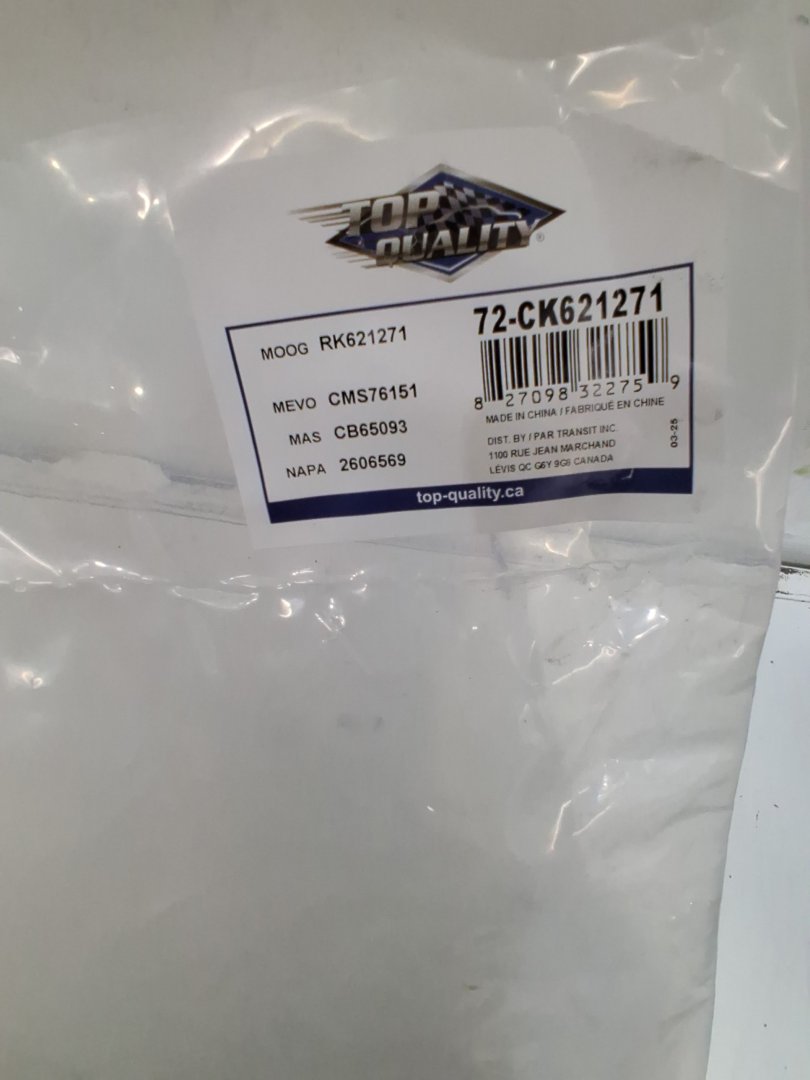 TOP
QUALITY®
72-CK621271
MOOG RK621271
MEVO CMS76151
MAS CB65093
NAPA 2606569
8 27098 32275 9
MADE IN CHINA / FABRIQUÉ EN CHINE
DIST. BY / PAR TRANSIT INC.
1100 RUE JEAN MARCHAND
LÉVIS QC G6Y 9G6 CANADA
03-25
top-quality.ca